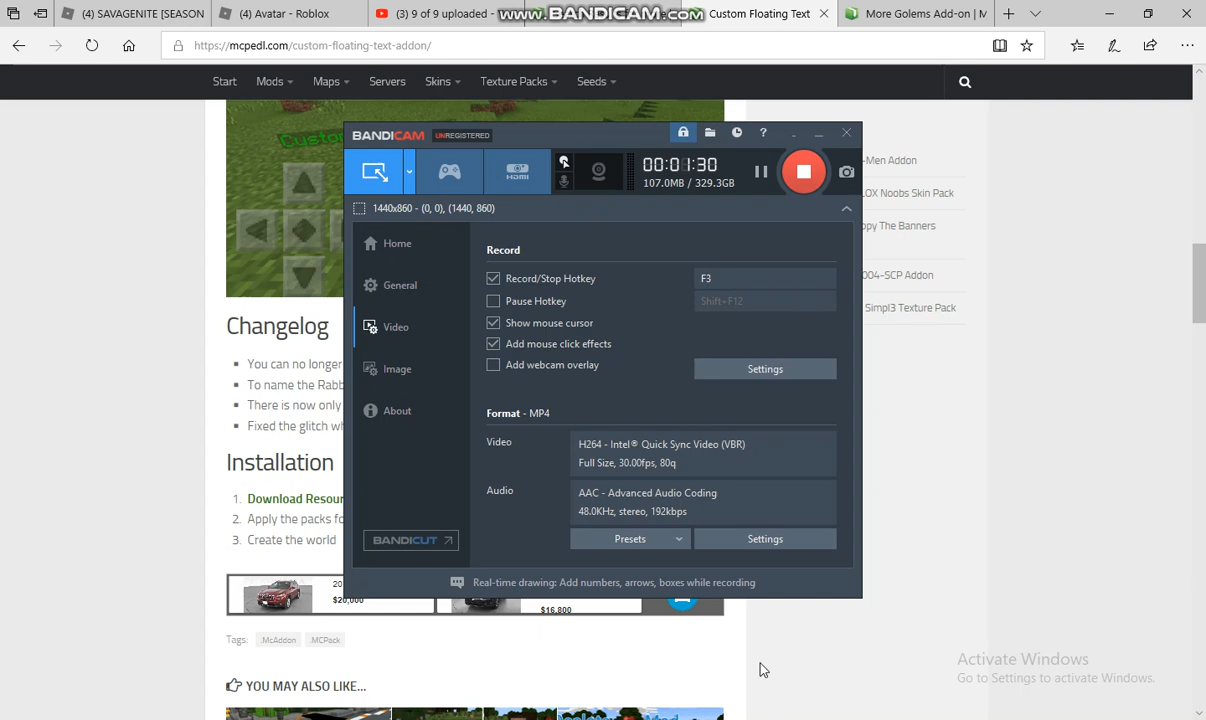 (4) SAVAGENITE [SEASON
(4) Avatar - Roblox
(3) 9 of 9 uploaded -
www.BANDICAM.com
Custom Floating Text
More Golems Add-on | M
https://mcpedl.com/custom-floating-text-addon/
Start
Mods
Maps
Servers
Skins
Texture Packs
Seeds
BANDICAM
UNREGISTERED
00:01:30
107.0MB / 329.3GB
HDMI
1440x860 - (0, 0), (1440, 860)
Home
General
Video
Image
About
BANDICUT
Record
Record/Stop Hotkey
F3
Pause Hotkey
Shift+F12
Show mouse cursor
Add mouse click effects
Add webcam overlay
Settings
Format - MP4
Video
H264 - Intel® Quick Sync Video (VBR)
Full Size, 30.00fps, 80q
Audio
AAC - Advanced Audio Coding
48.0KHz, stereo, 192kbps
Presets
Settings
Real-time drawing: Add numbers, arrows, boxes while recording
-Men Addon
LOX Noobs Skin Pack
ppy The Banners
004-SCP Addon
Simpl3 Texture Pack
Changelog
You can no longer
To name the Rabb
There is now only
Fixed the glitch w
Installation
1. Download Resour
2. Apply the packs fo
3. Create the world
20
$20,000
$16,800
Tags:
.McAddon
.MCPack
YOU MAY ALSO LIKE...
Activate Windows
Go to Settings to activate Windows.